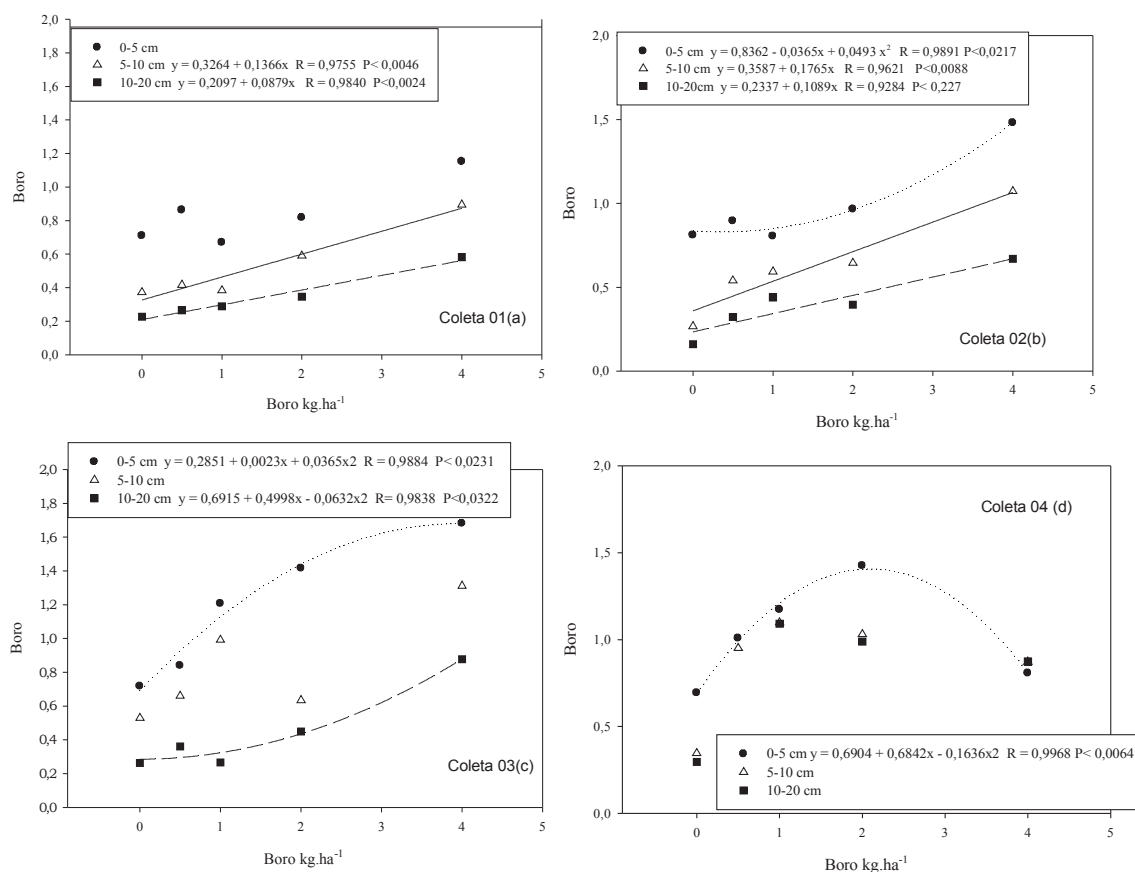 2,0
1,8
1,6
1,4
1,2
1,0
0,8
0,6
0,4
0,2
0,0
Boro
0-5 cm
5-10 cm y = 0,3264 + 0,1366x R = 0,9755 P< 0,0046
10-20 cm y = 0,2097 + 0,0879x R = 0,9840 P<0,0024
Coleta 01(a)
0 1 2 3 4 5
Boro kg.ha⁻¹
2,0
1,5
1,0
0,5
0,0
Boro
0-5 cm y = 0,8362 - 0,0365x + 0,0493 x² R = 0,9891 P<0,0217
5-10 cm y = 0,3587 + 0,1765x R = 0,9621 P<0,0088
10-20cm y = 0,2337 + 0,1089x R = 0,9284 P< 0,227
Coleta 02(b)
0 1 2 3 4 5
Boro kg.ha⁻¹
0-5 cm y = 0,2851 + 0,0023x + 0,0365x2 R = 0,9884 P< 0,0231
5-10 cm
10-20 cm y = 0,6915 + 0,4998x - 0,0632x2 R= 0,9838 P<0,0322
2,0
1,8
1,6
1,4
1,2
1,0
0,8
0,6
0,4
0,2
0,0
Boro
Coleta 03(c)
0 1 2 3 4 5
Boro kg.ha⁻¹
2,0
1,5
1,0
0,5
0,0
Boro
Coleta 04 (d)
0-5 cm y = 0,6904 + 0,6842x - 0,1636x2 R = 0,9968 P< 0,0064
5-10 cm
10-20 cm
0 1 2 3 4 5
Boro kg.ha⁻¹